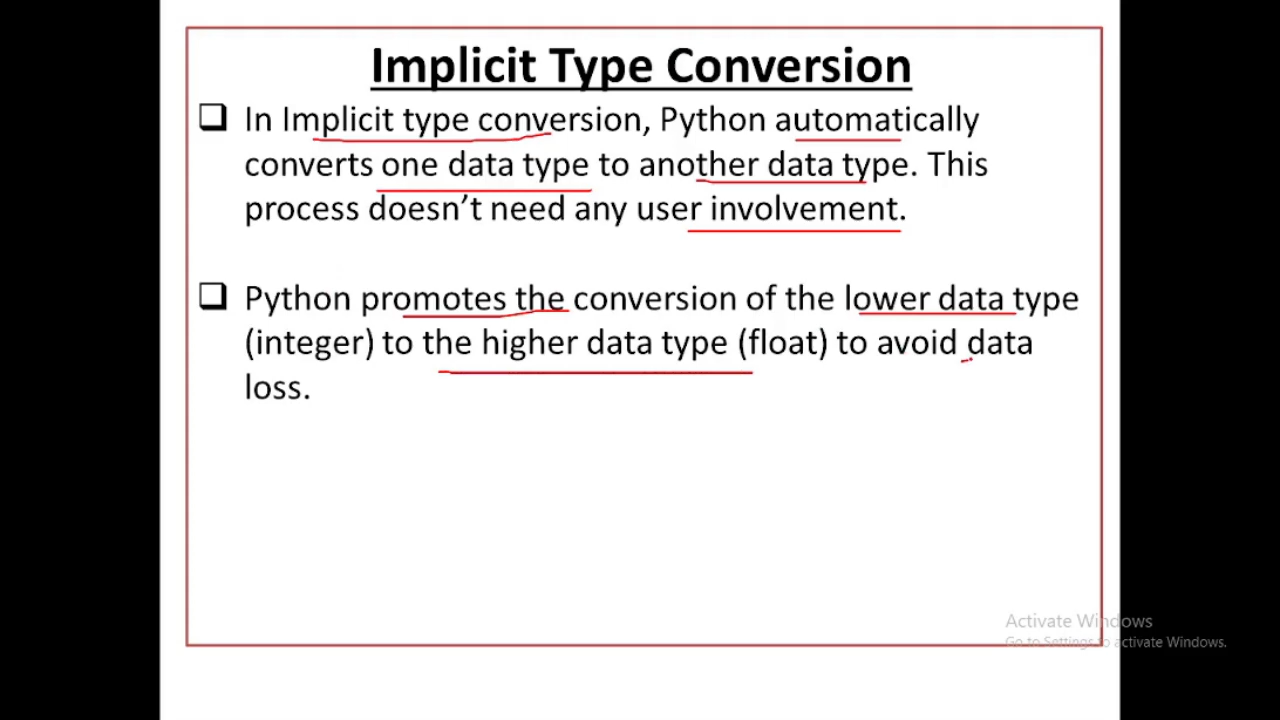 Implicit Type Conversion
❑ In Implicit type conversion, Python automatically
converts one data type to another data type. This
process doesn’t need any user involvement.
❑ Python promotes the conversion of the lower data type
(integer) to the higher data type (float) to avoid data
loss.
Activate Windows
Go to Settings to activate Windows.